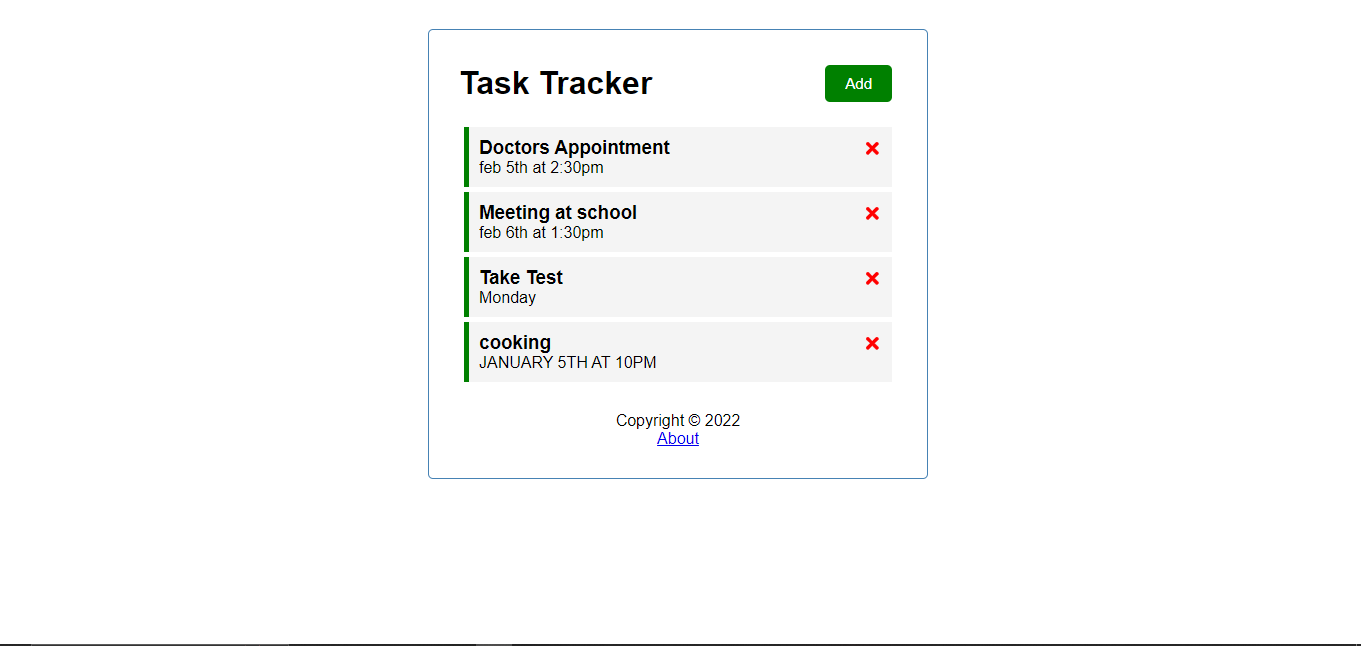 Task Tracker
Add
Doctors Appointment
feb 5th at 2:30pm
Meeting at school
feb 6th at 1:30pm
Take Test
Monday
cooking
JANUARY 5TH AT 10PM
Copyright © 2022
About